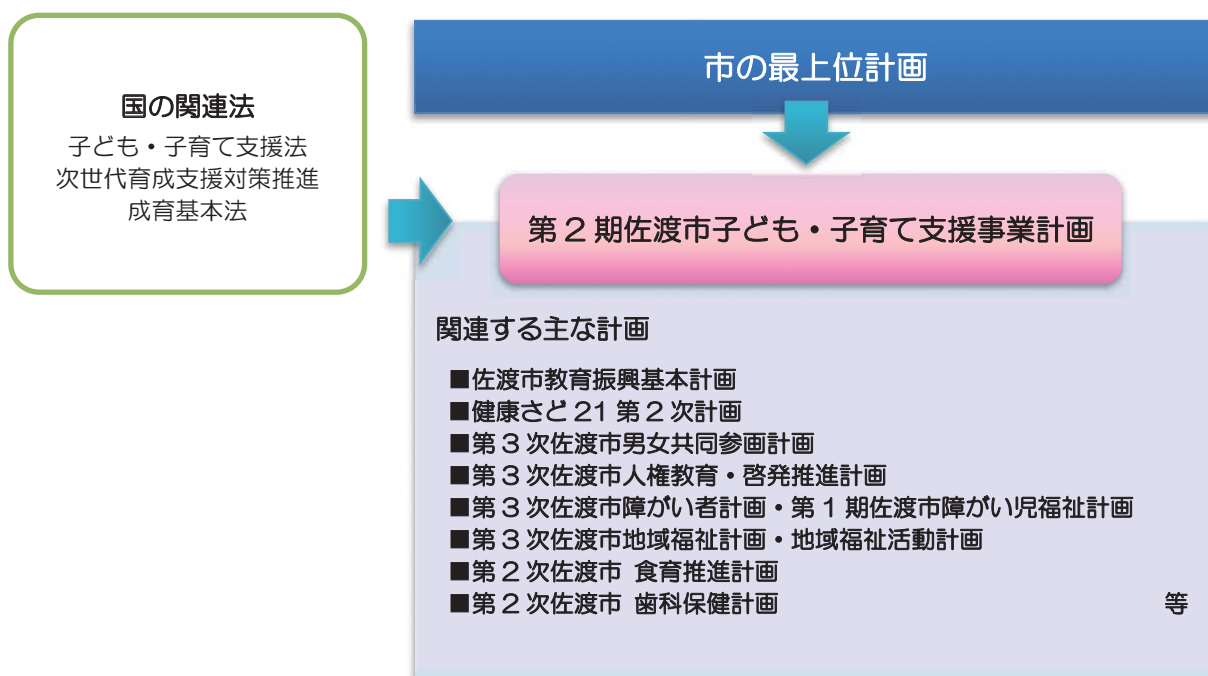 国の関連法
子ども・子育て支援法
次世代育成支援対策推進
成育基本法
市の最上位計画
第2期佐渡市子ども・子育て支援事業計画
関連する主な計画
■佐渡市教育振興基本計画
■健康さど21 第2次計画
■第3次佐渡市男女共同参画計画
■第3次佐渡市人権教育・啓発推進計画
■第3次佐渡市障がい者計画・第1期佐渡市障がい児福祉計画
■第3次佐渡市地域福祉計画・地域福祉活動計画
■第2次佐渡市 食育推進計画
■第2次佐渡市 歯科保健計画 等